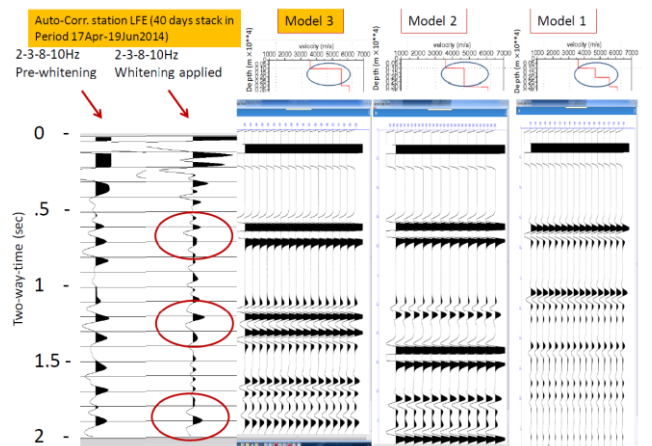 Auto-Corr. station LFE (40 days stack in
Period 17Apr-19Jun2014)
Model 3
Model 2
Model 1
2-3-8-10Hz
Pre-whitening
2-3-8-10Hz
Whitening applied
velocity (m/s)
1000 2000 3000 4000 5000 6000 7000
Depth (m ×10**4)
velocity (m/s)
1000 2000 3000 4000 5000 6000 7000
Depth (m ×10**4)
velocity (m/s)
1000 2000 3000 4000 5000 6000 7000
Depth (m ×10**4)
0 -
.5 -
1 -
1.5 -
2 -
Two-way-time (sec)